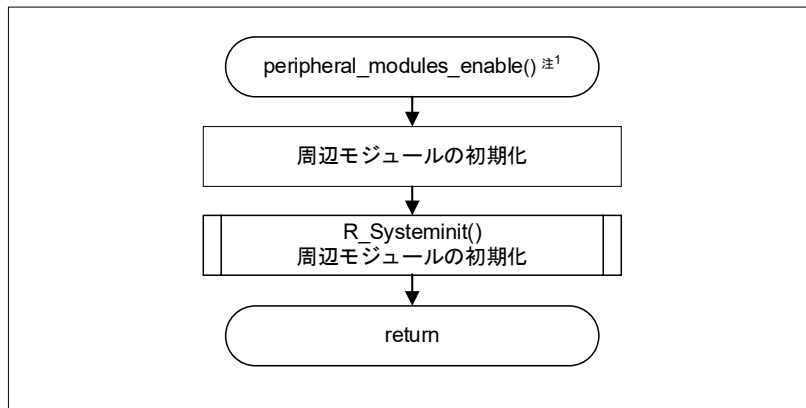 peripheral_modules_enable() 注1
周辺モジュールの初期化
R_Systeminit()
周辺モジュールの初期化
return